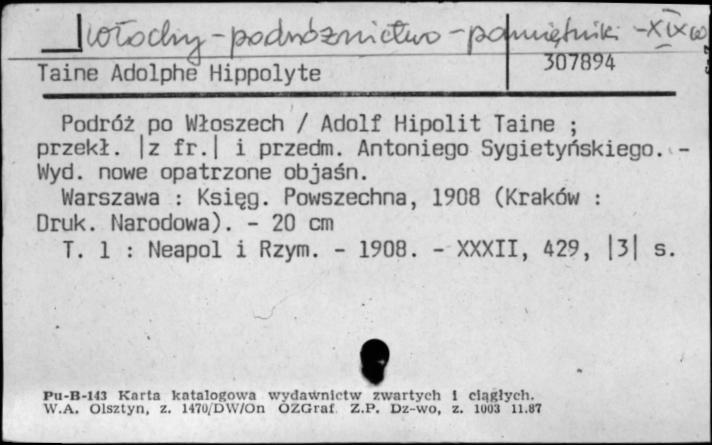 Włochy - podróżnictwo - pamiętniki - XIX w
Taine Adolphe Hippolyte 307894
Podróż po Włoszech / Adolf Hipolit Taine ;
przekł. |z fr.| i przedm. Antoniego Sygietyńskiego. -
Wyd. nowe opatrzone objaśn.
Warszawa : Księg. Powszechna, 1908 (Kraków :
Druk. Narodowa). - 20 cm
T. 1 : Neapol i Rzym. - 1908. - XXXII, 429, |3| s.
Pu-B-143 Karta katalogowa wydawnictw zwartych i ciągłych.
W.A. Olsztyn, z. 1470/DW/On OZGraf. Z.P. Dz-wo, z. 1003 11.87